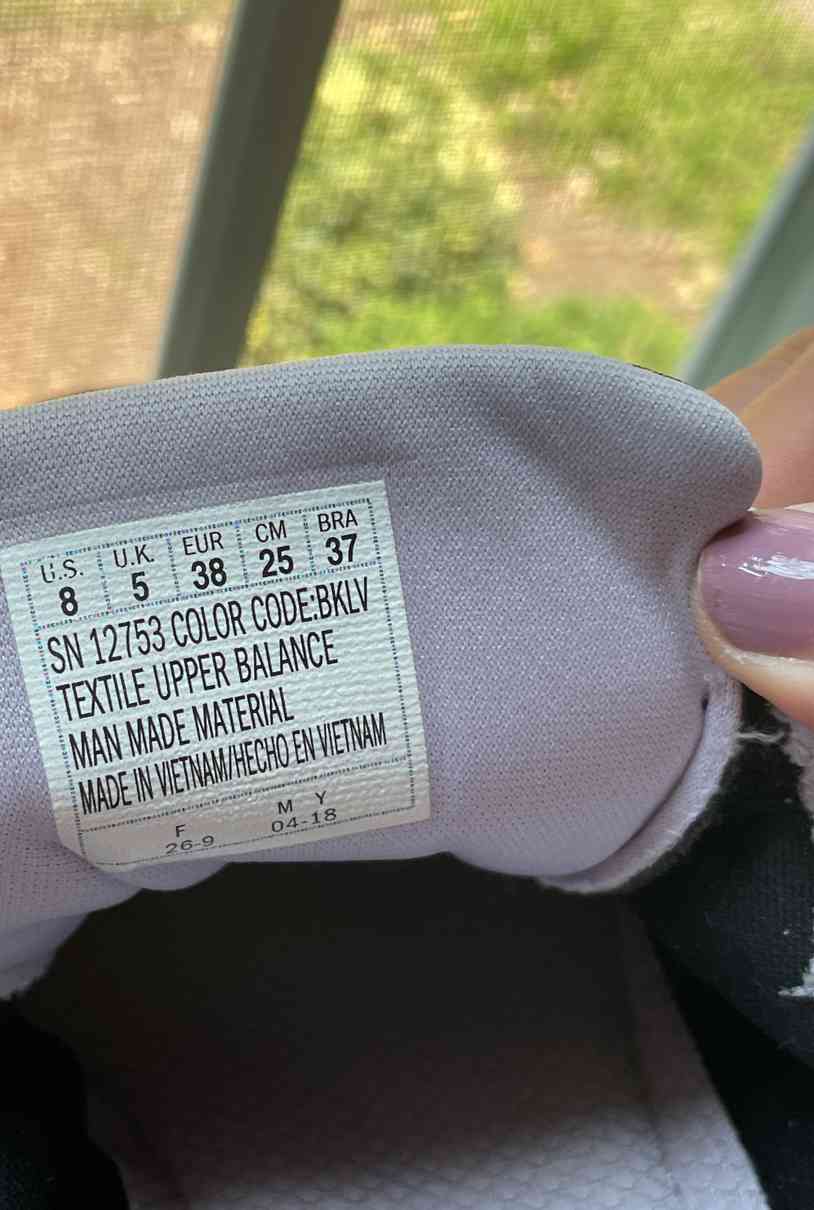 U.S. U.K. EUR CM BRA
8 5 38 25 37
SN 12753 COLOR CODE:BKLV
TEXTILE UPPER BALANCE
MAN MADE MATERIAL
MADE IN VIETNAM/HECHO EN VIETNAM
F M Y
26-9 04-18